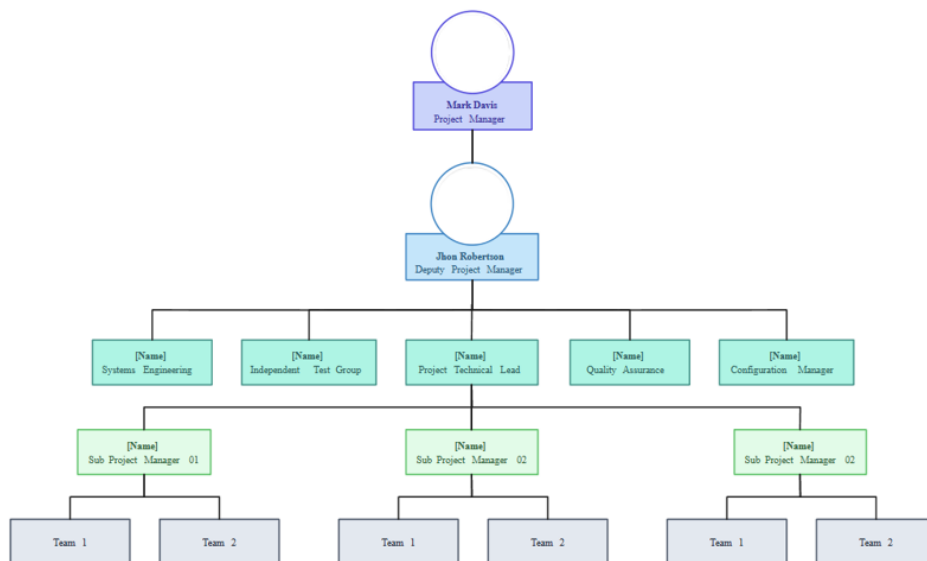 Mark Davis
Project Manager
Jhon Robertson
Deputy Project Manager
[Name]
Systems Engineering
[Name]
Independent Test Group
[Name]
Project Technical Lead
[Name]
Quality Assurance
[Name]
Configuration Manager
[Name]
Sub Project Manager 01
[Name]
Sub Project Manager 02
[Name]
Sub Project Manager 02
Team 1
Team 2
Team 1
Team 2
Team 1
Team 2